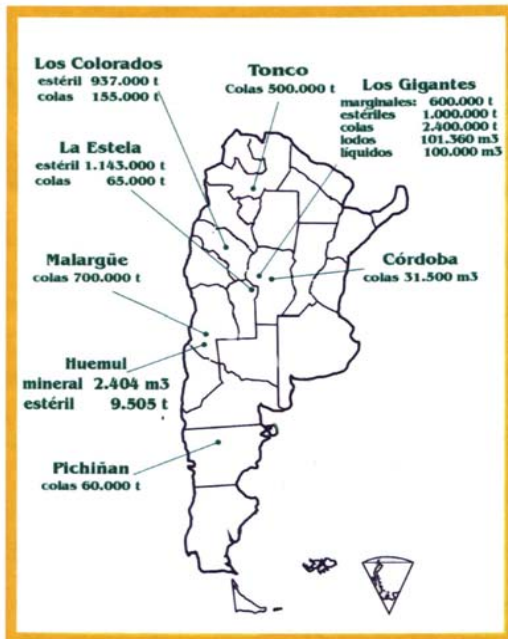 Los Colorados
estéril 937.000 t
colas 155.000 t
Tonco
Colas 500.000 t
Los Gigantes
marginales: 600.000 t
estériles 1.000.000 t
colas 2.400.000 t
lodos 101.360 m3
líquidos 100.000 m3
La Estela
estéril 1.143.000 t
colas 65.000 t
Malargüe
colas 700.000 t
Córdoba
colas 31.500 m3
Huemul
mineral 2.404 m3
estéril 9.505 t
Pichiñan
colas 60.000 t